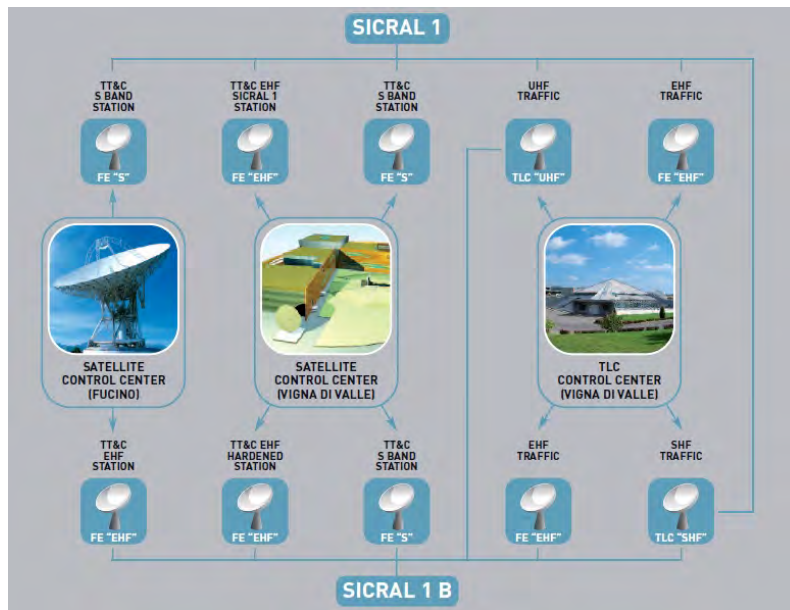 SICRAL 1
TT&C
S BAND
STATION
FE "S"
TT&C EHF
SICRAL 1
STATION
FE "EHF"
TT&C
S BAND
STATION
FE "S"
UHF
TRAFFIC
TLC "UHF"
EHF
TRAFFIC
FE "EHF"
SATELLITE
CONTROL CENTER
(FUCINO)
SATELLITE
CONTROL CENTER
(VIGNA DI VALLE)
TLC
CONTROL CENTER
(VIGNA DI VALLE)
TT&C
EHF
STATION
FE "EHF"
TT&C EHF
HARDENED
STATION
FE "EHF"
TT&C
S BAND
STATION
FE "S"
EHF
TRAFFIC
FE "EHF"
SHF
TRAFFIC
TLC "SHF"
SICRAL 1 B